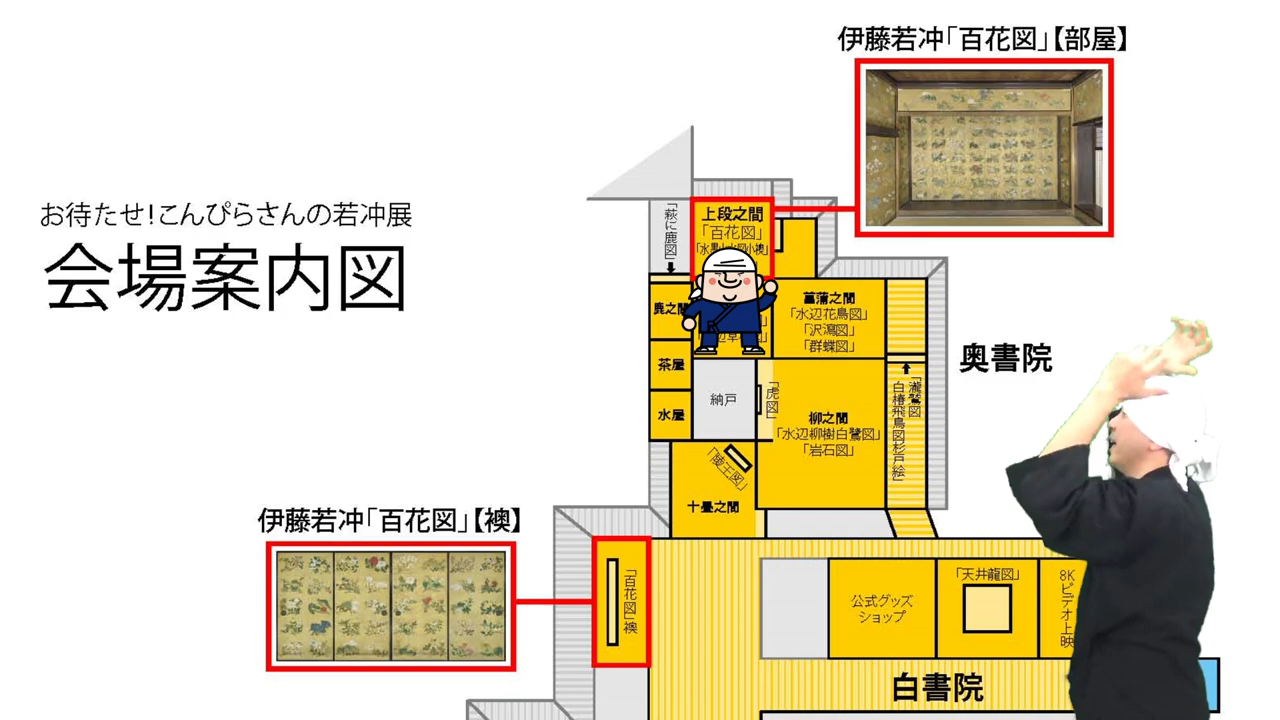 伊藤若冲「百花図」【部屋】
お待たせ!こんぴらさんの若冲展
会場案内図
「萩に鹿図」
上段之間
「百花図」
鹿之間
菖蒲之間
「水辺花鳥図」
「沢瀉図」
「群蝶図」
奥書院
茶屋
納戸
「虎図」
「瀧鷺図
白椿飛鳥図杉戸絵」
水屋
柳之間
「水辺柳樹白鷺図」
「岩石図」
「陵王図」
十畳之間
伊藤若冲「百花図」【襖】
「百花図」襖
公式グッズ
ショップ
「天井龍図」
8Kビデオ上映
白書院